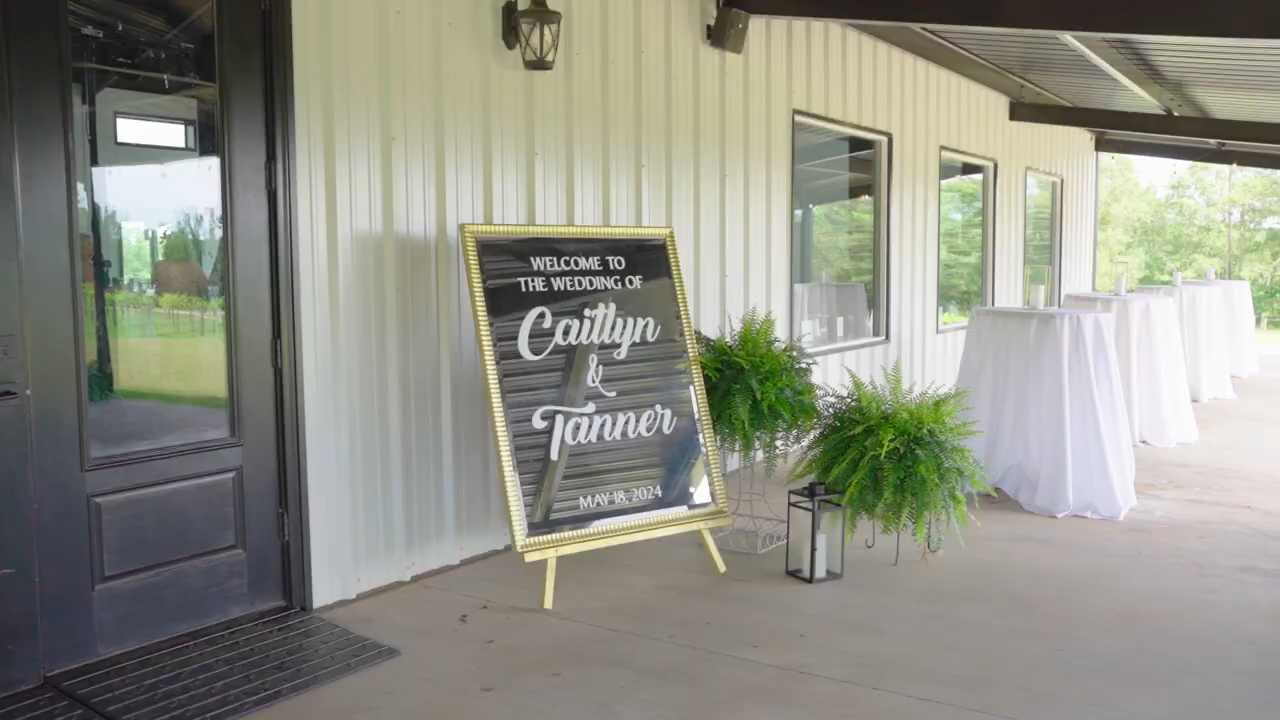 WELCOME TO
THE WEDDING OF
Caitlyn
&
Tanner
MAY 18, 2024